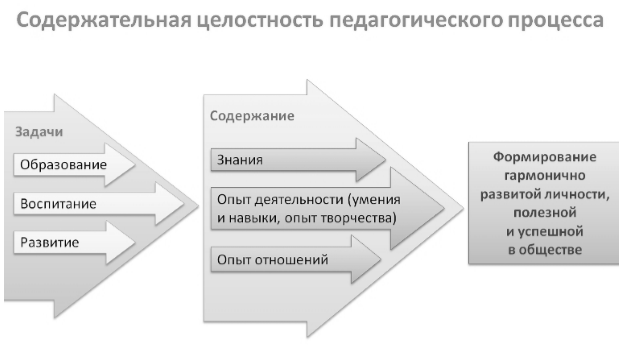 Содержательная целостность педагогического процесса
Задачи
Образование
Воспитание
Развитие
Содержание
Знания
Опыт деятельности (умения
и навыки, опыт творчества)
Опыт отношений
Формирование
гармонично
развитой личности,
полезной
и успешной
в обществе